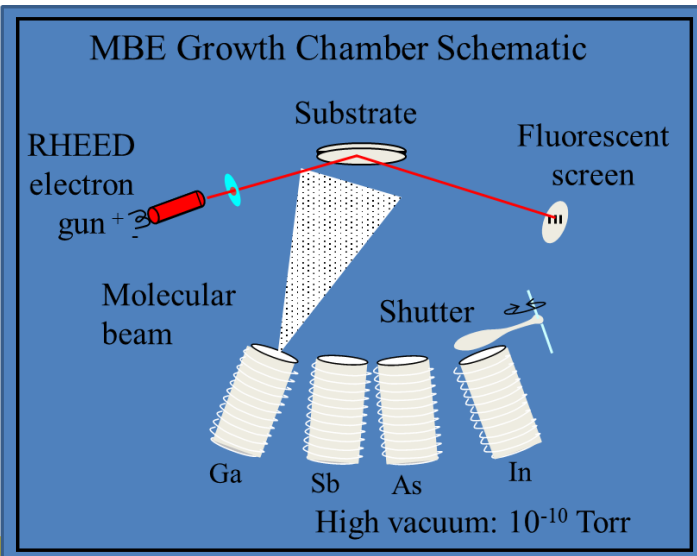 MBE Growth Chamber Schematic
Substrate
RHEED
electron
gun
+
-
Fluorescent
screen
Molecular
beam
Shutter
Ga
Sb
As
In
High vacuum: 10⁻¹⁰ Torr